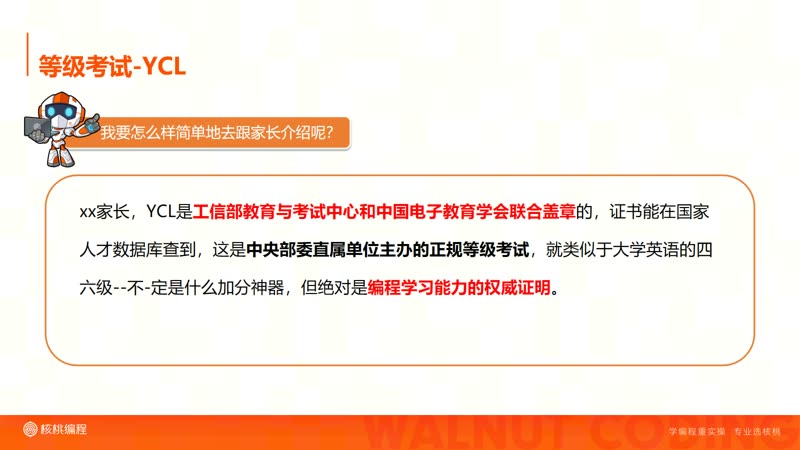 等级考试-YCL
我要怎么样简单地去跟家长介绍呢?
xx家长，YCL是工信部教育与考试中心和中国电子教育学会联合盖章的，证书能在国家
人才数据库查到，这是中央部委直属单位主办的正规等级考试，就类似于大学英语的四
六级--不-定是什么加分神器，但绝对是编程学习能力的权威证明。
核桃编程
WALNUT CODING
学编程重实操 专业选核桃